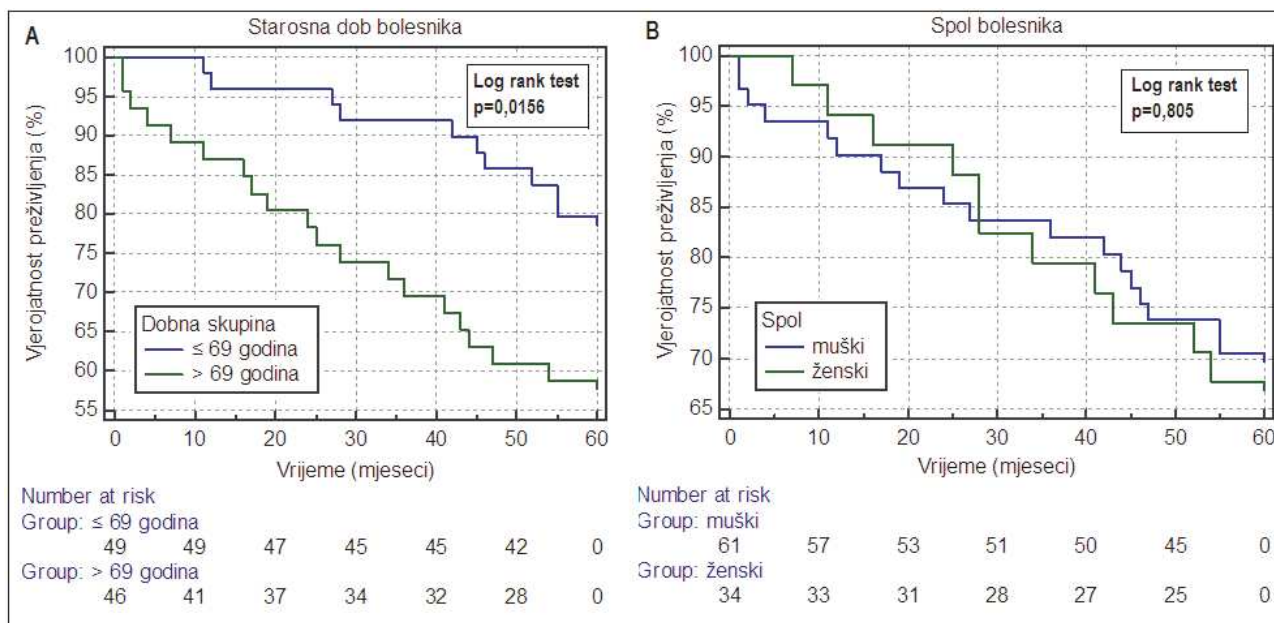 A
Starosna dob bolesnika
Vjerojatnost preživljenja (%)
100
95
90
85
80
75
70
65
60
55
Log rank test
p=0,0156
Dobna skupina
≤ 69 godina
> 69 godina
0 10 20 30 40 50 60
Vrijeme (mjeseci)
Number at risk
Group: ≤ 69 godina
49 49 47 45 45 42 0
Group: > 69 godina
46 41 37 34 32 28 0
B
Spol bolesnika
Vjerojatnost preživljenja (%)
100
95
90
85
80
75
70
65
Log rank test
p=0,805
Spol
muški
ženski
0 10 20 30 40 50 60
Vrijeme (mjeseci)
Number at risk
Group: muški
61 57 53 51 50 45 0
Group: ženski
34 33 31 28 27 25 0